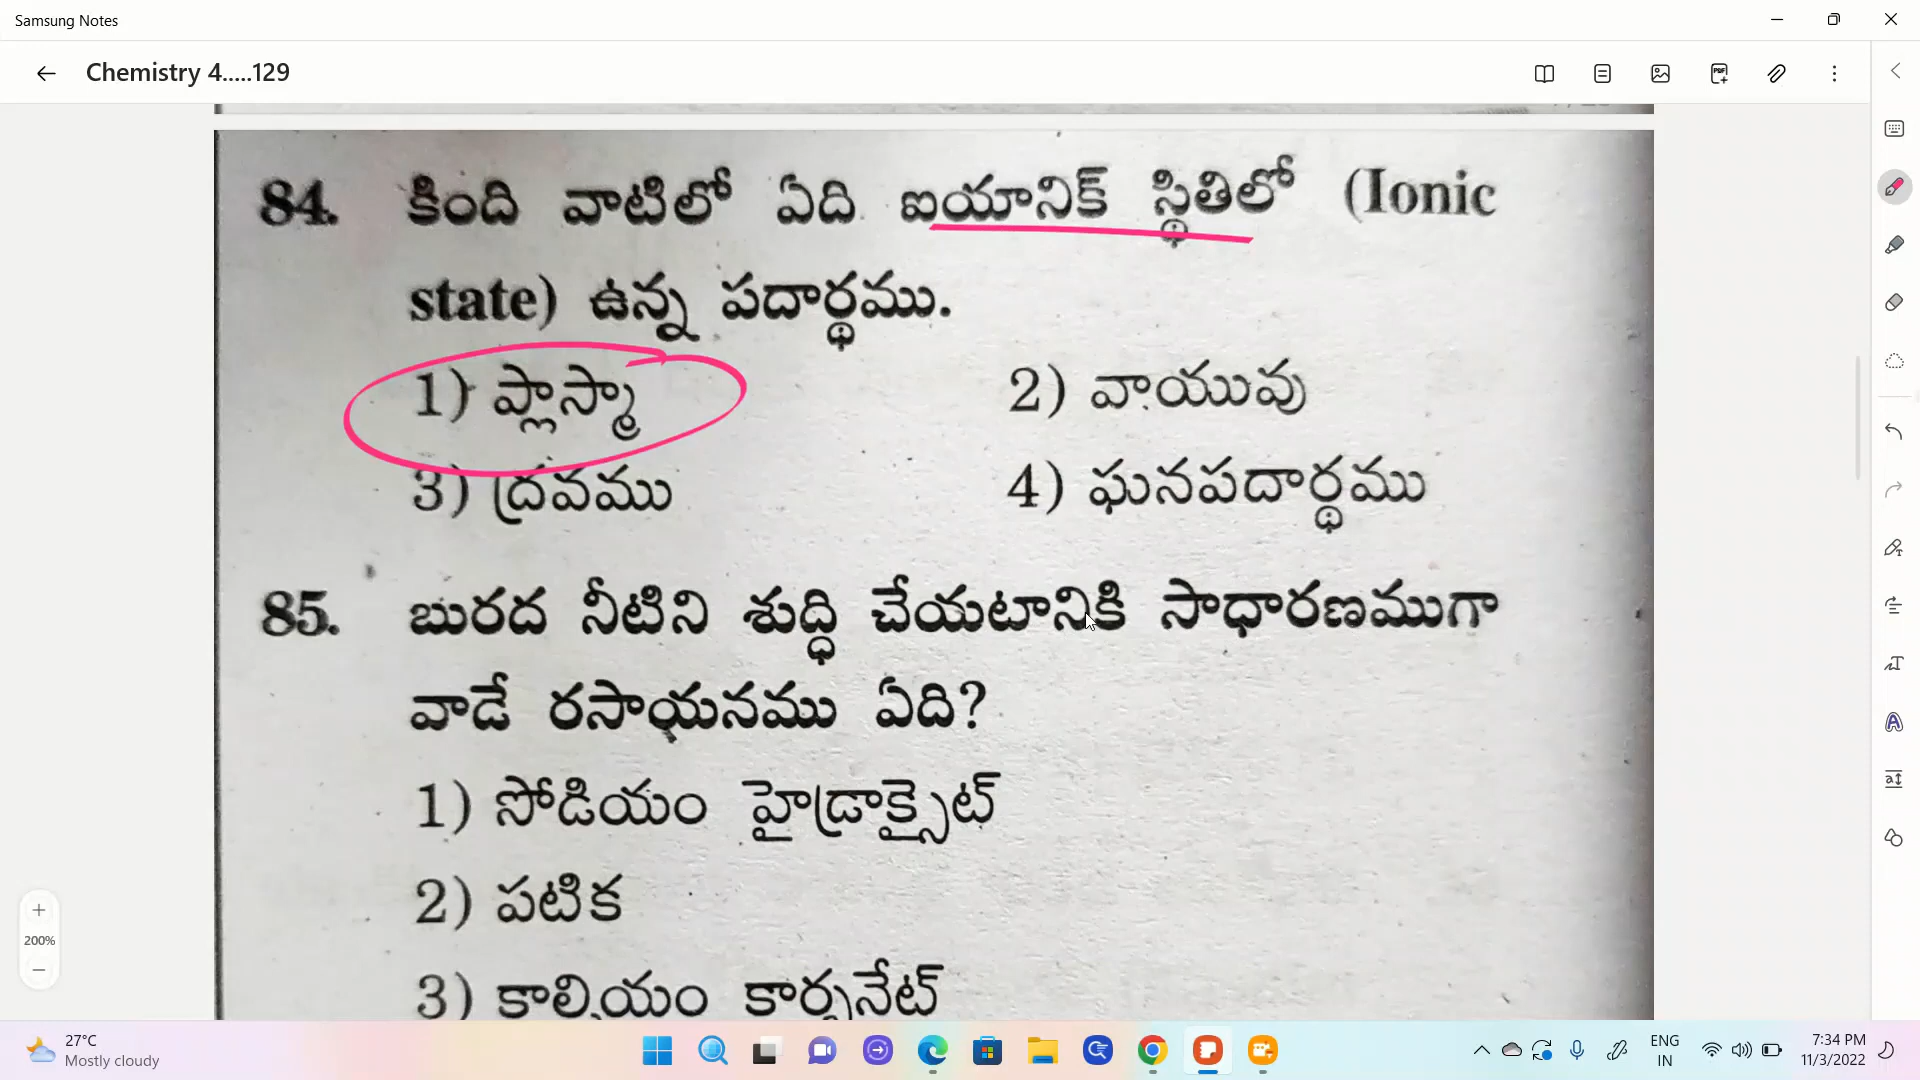 Samsung Notes
Chemistry 4.....129
84. కింది వాటిలో ఏది ఐయానిక్ స్థితిలో (Ionic
state) ఉన్న పదార్థము.
1) ప్లాస్మా 2) వాయువు
3) ద్రవము 4) ఘనపదార్థము
85. బురద నీటిని శుద్ధి చేయటానికి సాధారణముగా
వాడే రసాయనము ఏది?
1) సోడియం హైడ్రాక్సైట్
2) పటిక
3) కాల్షియం కార్బనేట్
200%
27°C
Mostly cloudy
ENG
IN
7:34 PM
11/3/2022